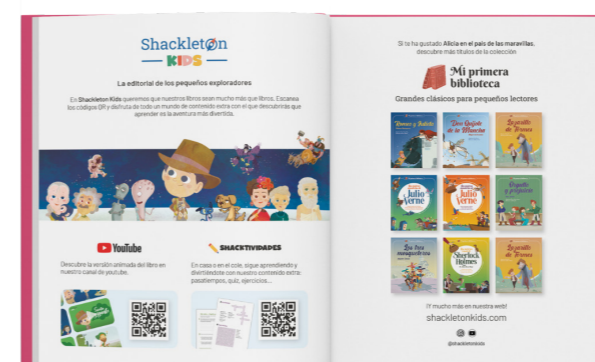 Shackleton
KIDS
La editorial de los pequeños exploradores
En Shackleton Kids queremos que nuestros libros sean mucho más que libros. Escanea
los códigos QR y disfruta de todo un mundo de contenido extra con el que descubrirás que
aprender es la aventura más divertida.
YouTube
Descubre la versión animada del libro en
nuestro canal de youtube.
SHACKTIVIDADES
En casa o en el cole, sigue aprendiendo y
divirtiéndote con nuestro contenido extra:
pasatiempos, quiz, ejercicios...
Si te ha gustado Alicia en el país de las maravillas,
descubre más títulos de la colección
Mi primera
biblioteca
Grandes clásicos para pequeños lectores
Romeo y Julieta
Don Quijote
de la Mancha
Lazarillo
de Tormes
Julio
Verne
Julio
Verne
Orgullo
y prejuicio
Los tres
mosqueteros
Sherlock
Holmes
Lazarillo
de Tormes
¡Y mucho más en nuestra web!
shackletonkids.com
@shackletonkids